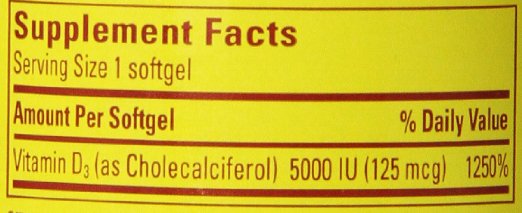 Supplement Facts
Serving Size 1 softgel
Amount Per Softgel % Daily Value
Vitamin D₃ (as Cholecalciferol) 5000 IU (125 mcg) 1250%